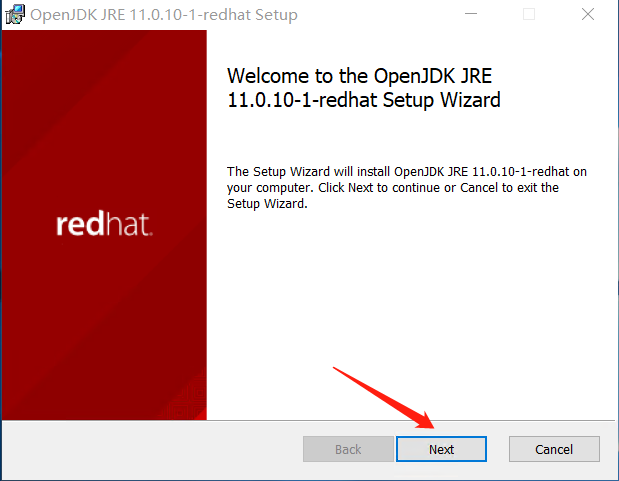 OpenJDK JRE 11.0.10-1-redhat Setup
Welcome to the OpenJDK JRE
11.0.10-1-redhat Setup Wizard
The Setup Wizard will install OpenJDK JRE 11.0.10-1-redhat on
your computer. Click Next to continue or Cancel to exit the
Setup Wizard.
redhat.
Back
Next
Cancel